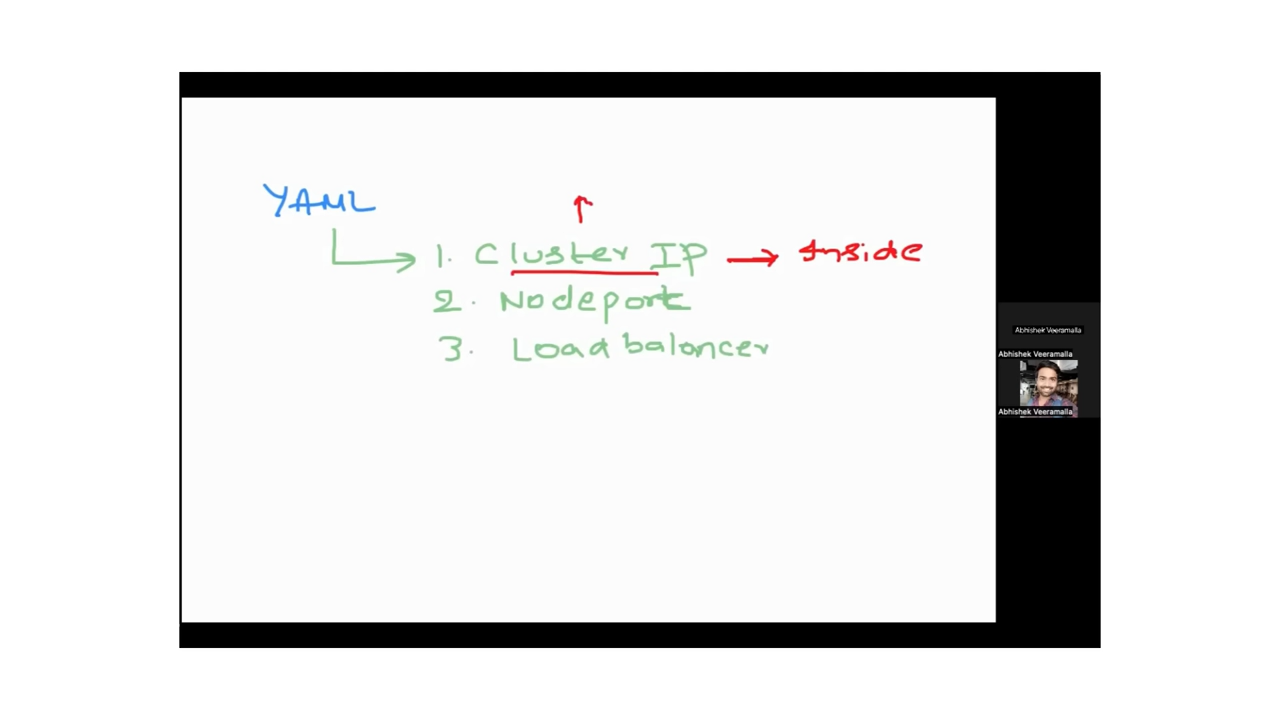 YAML
1. Cluster IP → Inside
2. Nodeport
3. Load balancer
Abhishek Veeramalla
Abhishek Veeramalla
Abhishek Veeramalla